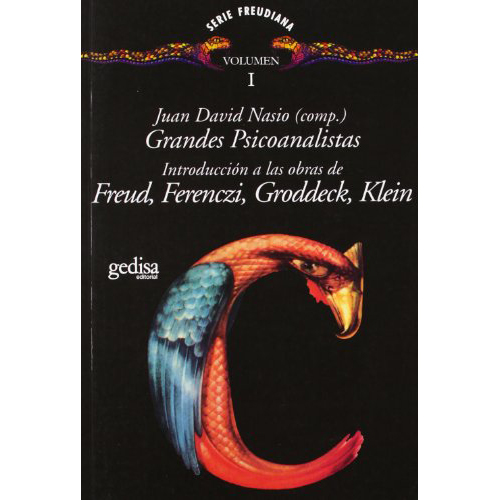 SERIE FREUDIANA
VOLUMEN
I
Juan David Nasio (comp.)
Grandes Psicoanalistas
Introducción a las obras de
Freud, Ferenczi, Groddeck, Klein
gedisa
editorial